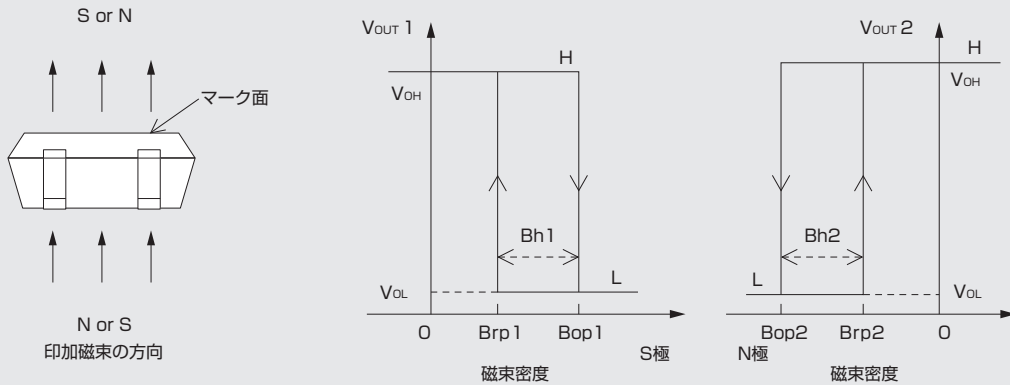 S or N
マーク面
N or S
印加磁束の方向
VOUT 1
H
VOH
Bh1
L
VOL
O
Brp1
Bop1
S極
磁束密度
VOUT 2
H
VOH
Bh2
L
VOL
Bop2
Brp2
O
N極
磁束密度